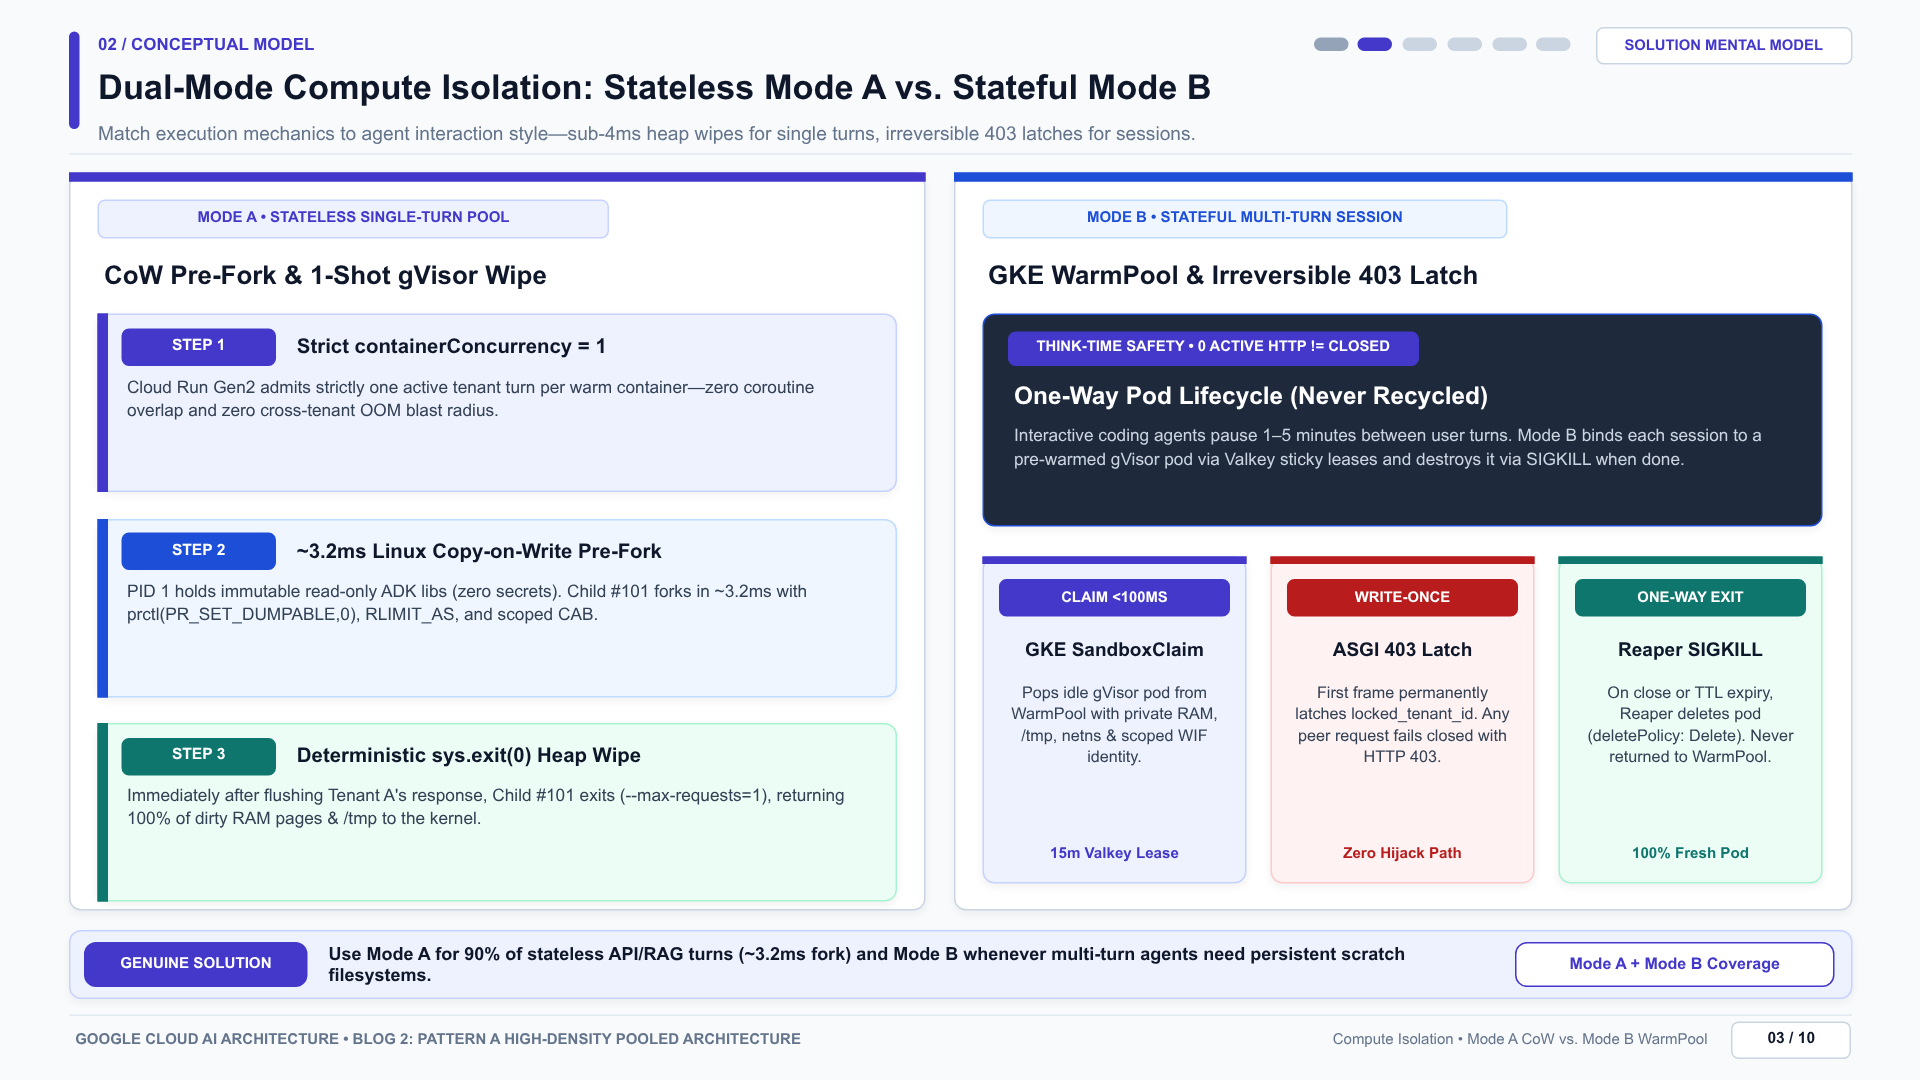 02 / CONCEPTUAL MODEL
SOLUTION MENTAL MODEL
Dual-Mode Compute Isolation: Stateless Mode A vs. Stateful Mode B
Match execution mechanics to agent interaction style—sub-4ms heap wipes for single turns, irreversible 403 latches for sessions.
MODE A • STATELESS SINGLE-TURN POOL
CoW Pre-Fork & 1-Shot gVisor Wipe
STEP 1
Strict containerConcurrency = 1
Cloud Run Gen2 admits strictly one active tenant turn per warm container—zero coroutine
overlap and zero cross-tenant OOM blast radius.
STEP 2
~3.2ms Linux Copy-on-Write Pre-Fork
PID 1 holds immutable read-only ADK libs (zero secrets). Child #101 forks in ~3.2ms with
prctl(PR_SET_DUMPABLE,0), RLIMIT_AS, and scoped CAB.
STEP 3
Deterministic sys.exit(0) Heap Wipe
Immediately after flushing Tenant A's response, Child #101 exits (--max-requests=1), returning
100% of dirty RAM pages & /tmp to the kernel.
MODE B • STATEFUL MULTI-TURN SESSION
GKE WarmPool & Irreversible 403 Latch
THINK-TIME SAFETY • 0 ACTIVE HTTP != CLOSED
One-Way Pod Lifecycle (Never Recycled)
Interactive coding agents pause 1–5 minutes between user turns. Mode B binds each session to a
pre-warmed gVisor pod via Valkey sticky leases and destroys it via SIGKILL when done.
CLAIM <100MS
GKE SandboxClaim
Pops idle gVisor pod from
WarmPool with private RAM,
/tmp, netns & scoped WIF
identity.
15m Valkey Lease
WRITE-ONCE
ASGI 403 Latch
First frame permanently
latches locked_tenant_id. Any
peer request fails closed with
HTTP 403.
Zero Hijack Path
ONE-WAY EXIT
Reaper SIGKILL
On close or TTL expiry,
Reaper deletes pod
(deletePolicy: Delete). Never
returned to WarmPool.
100% Fresh Pod
GENUINE SOLUTION
Use Mode A for 90% of stateless API/RAG turns (~3.2ms fork) and Mode B whenever multi-turn agents need persistent scratch
filesystems.
Mode A + Mode B Coverage
GOOGLE CLOUD AI ARCHITECTURE • BLOG 2: PATTERN A HIGH-DENSITY POOLED ARCHITECTURE
Compute Isolation • Mode A CoW vs. Mode B WarmPool
03 / 10